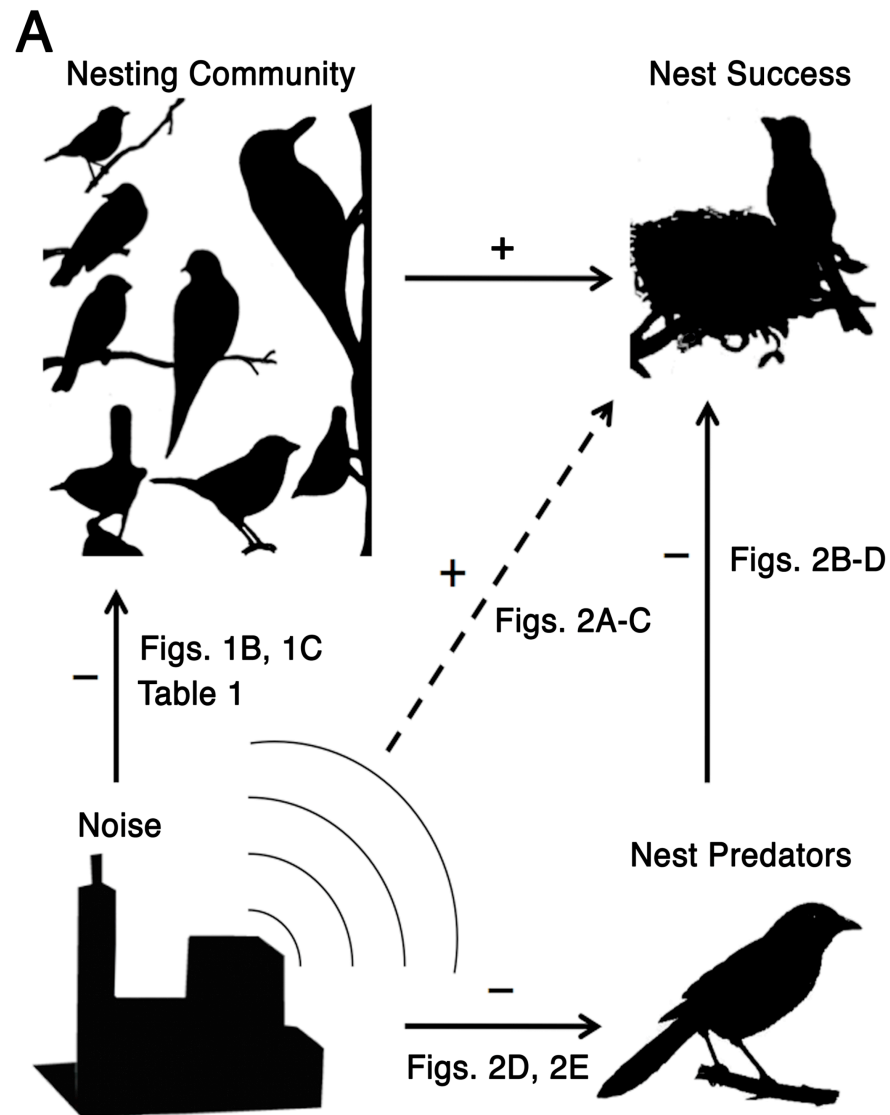 A
Nesting Community
Nest Success
+
+
−
Figs. 2B-D
Figs. 2A-C
−
Figs. 1B, 1C
Table 1
Noise
Nest Predators
−
Figs. 2D, 2E